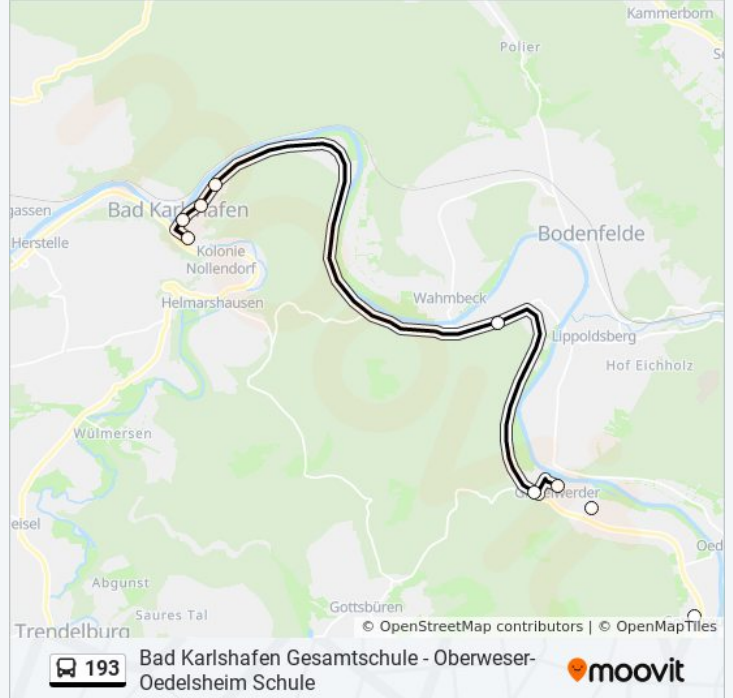 Kammerborn
Polier
gassen
Bad Karlshafen
Herstelle
Kolonie
Nollendorf
Bodenfelde
Helmarshausen
Wahmbeck
Lippoldsberg
Hof Eichholz
Wülmersen
eisel
Oed
Abgunst
Saures Tal
Gottsbüren
Trendelburg
© OpenStreetMap contributors | © OpenMapTiles
193
Bad Karlshafen Gesamtschule - Oberweser-
Oedelsheim Schule
moovit